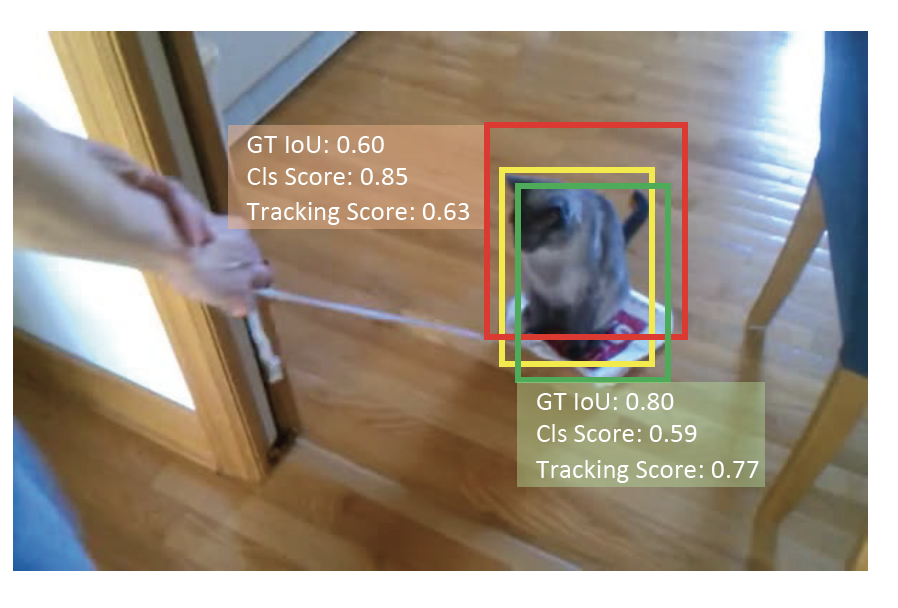 GT IoU: 0.60
Cls Score: 0.85
Tracking Score: 0.63
GT IoU: 0.80
Cls Score: 0.59
Tracking Score: 0.77